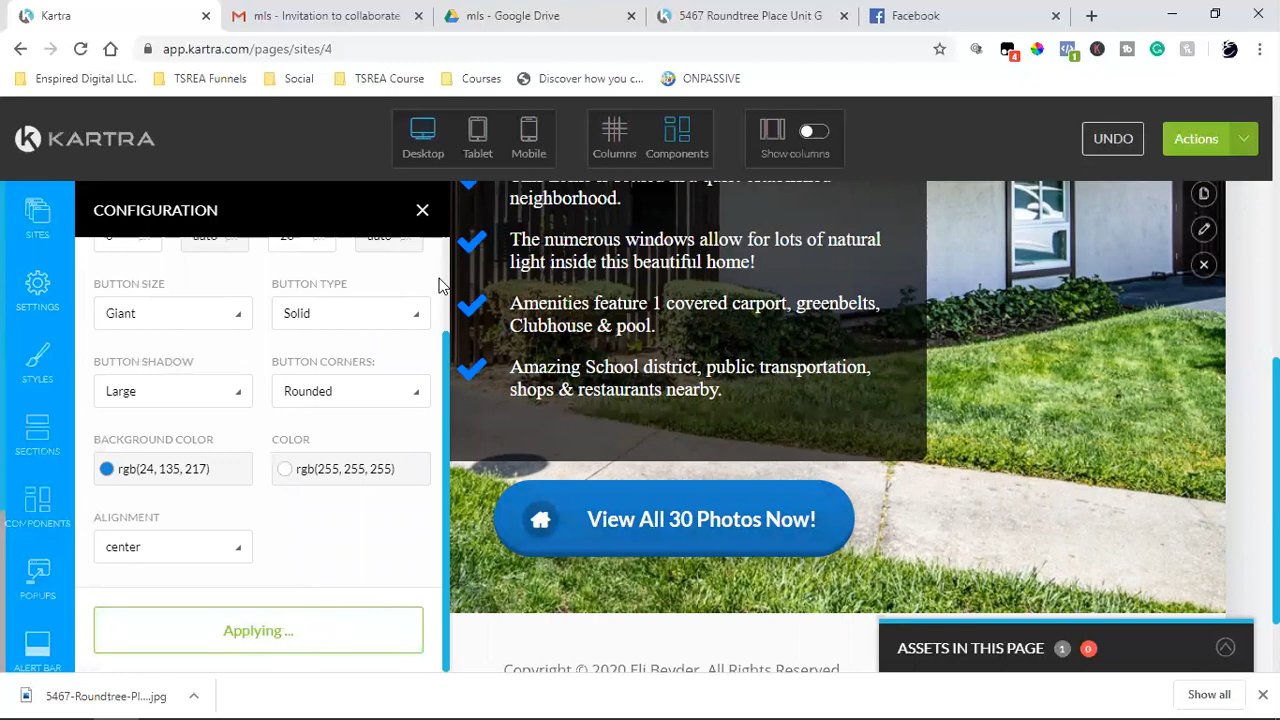 Kartra
mls - Invitation to collaborate
mls - Google Drive
5467 Roundtree Place Unit G
Facebook
app.kartra.com/pages/sites/4
4
1
Enspired Digital LLC.
TSREA Funnels
Social
TSREA Course
Courses
Discover how you c...
ONPASSIVE
KARTRA
Desktop
Tablet
Mobile
Columns
Components
Show columns
UNDO
Actions
SITES
SETTINGS
STYLES
SECTIONS
COMPONENTS
POPUPS
ALERT BAR
CONFIGURATION
BUTTON SIZE
BUTTON TYPE
Giant
Solid
BUTTON SHADOW
BUTTON CORNERS:
Large
Rounded
BACKGROUND COLOR
COLOR
rgb(24, 135, 217)
rgb(255, 255, 255)
ALIGNMENT
center
Applying ...
neighborhood.
The numerous windows allow for lots of natural
light inside this beautiful home!
Amenities feature 1 covered carport, greenbelts,
Clubhouse & pool.
Amazing School district, public transportation,
shops & restaurants nearby.
View All 30 Photos Now!
Copyright © 2020 Eli Beyder. All Rights Reserved
ASSETS IN THIS PAGE 1 0
5467-Roundtree-Pl....jpg
Show all